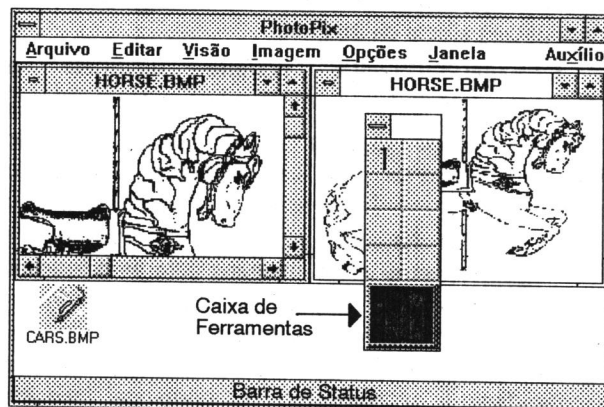 PhotoPix
Arquivo Editar Visão Imagem Opções Janela Auxílio
HORSE.BMP
HORSE.BMP
1
Caixa de
Ferramentas
CARS.BMP
Barra de Status